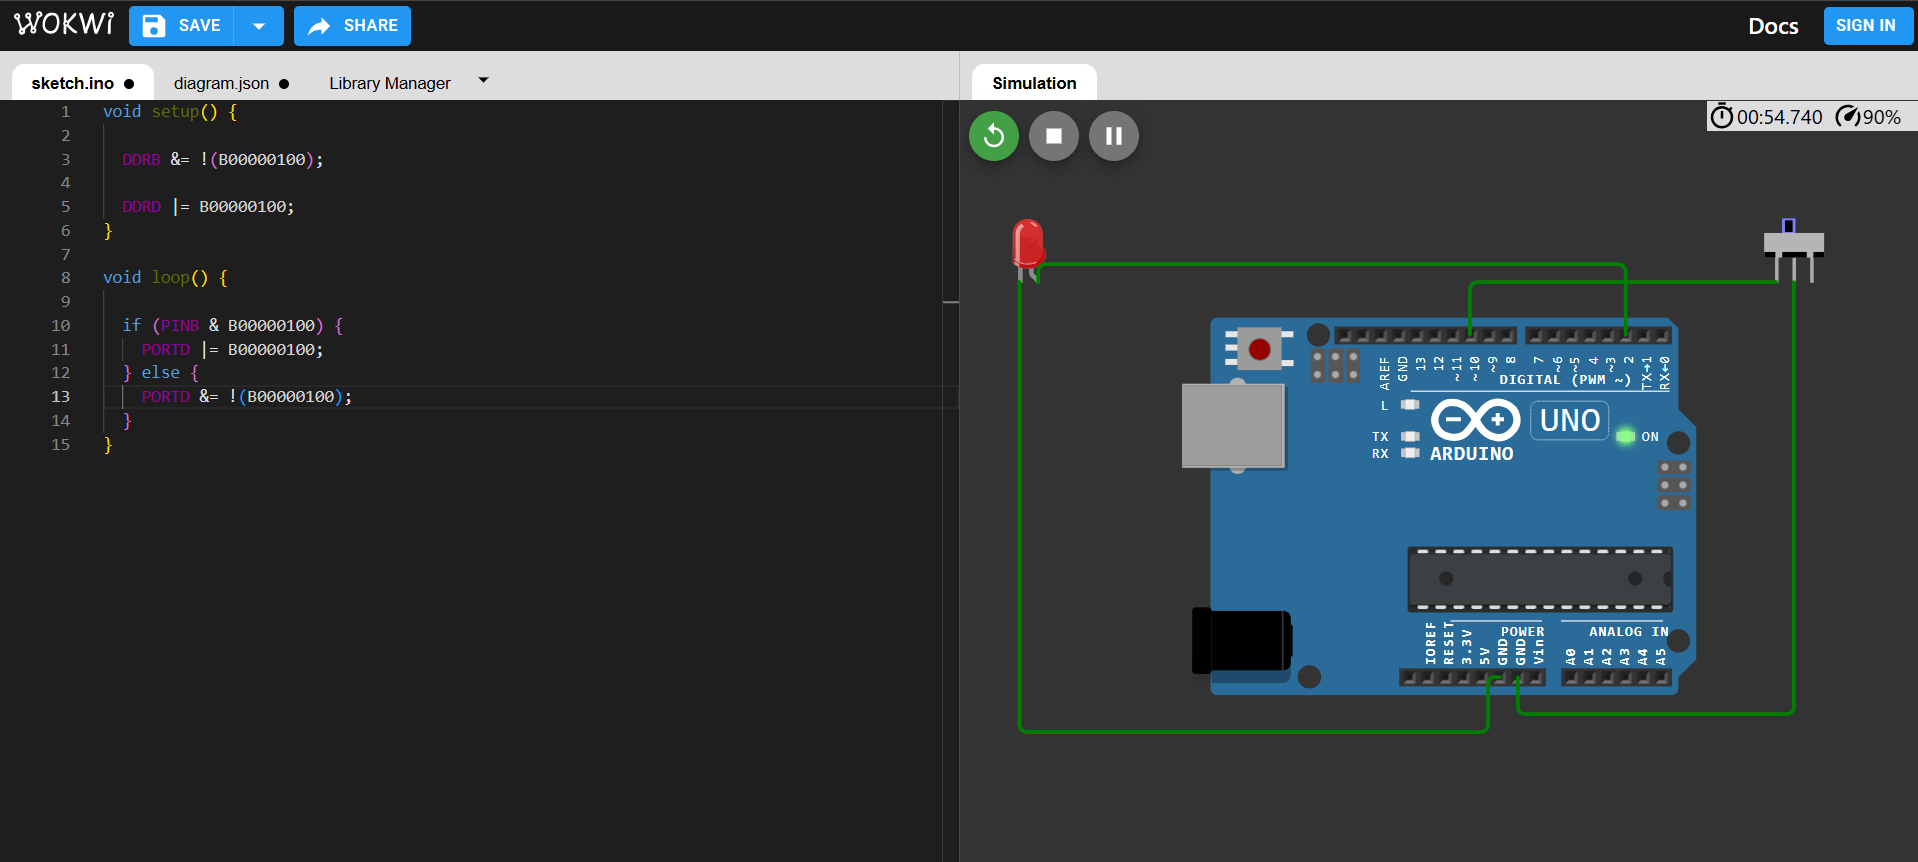 WOKWI SAVE SHARE Docs SIGN IN
sketch.ino ● diagram.json ● Library Manager Simulation
00:54.740 90%
1 void setup() {
2
3 DDRB &= !(B00000100);
4
5 DDRD |= B00000100;
6 }
7
8 void loop() {
9
10 if (PINB & B00000100) {
11 PORTD |= B00000100;
12 } else {
13 PORTD &= !(B00000100);
14 }
15 }
AREF GND 13 12 ~11 ~10 ~9 8 7 ~6 ~5 4 ~3 2 TX→1 RX←0
DIGITAL (PWM ~)
L
TX
RX
UNO
ON
ARDUINO
IOREF RESET 3.3V 5V GND GND Vin A0 A1 A2 A3 A4 A5
POWER ANALOG IN